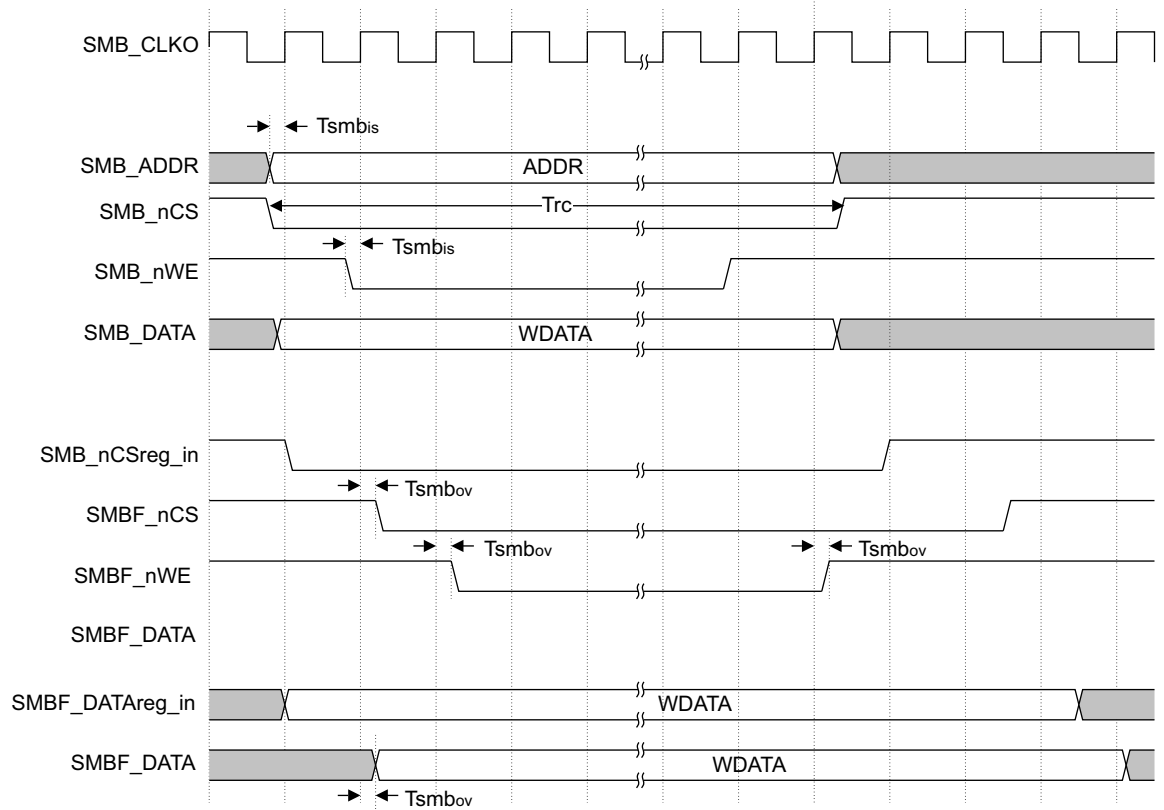 SMB_CLKO
Tsmbis
SMB_ADDR
ADDR
SMB_nCS
Trc
Tsmbis
SMB_nWE
SMB_DATA
WDATA
SMB_nCSreg_in
Tsmbov
SMBF_nCS
Tsmbov
Tsmbov
SMBF_nWE
SMBF_DATA
SMBF_DATAreg_in
WDATA
SMBF_DATA
WDATA
Tsmbov